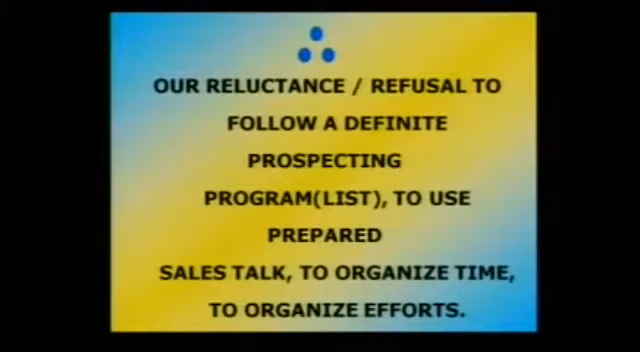 OUR RELUCTANCE / REFUSAL TO
FOLLOW A DEFINITE
PROSPECTING
PROGRAM(LIST), TO USE
PREPARED
SALES TALK, TO ORGANIZE TIME,
TO ORGANIZE EFFORTS.